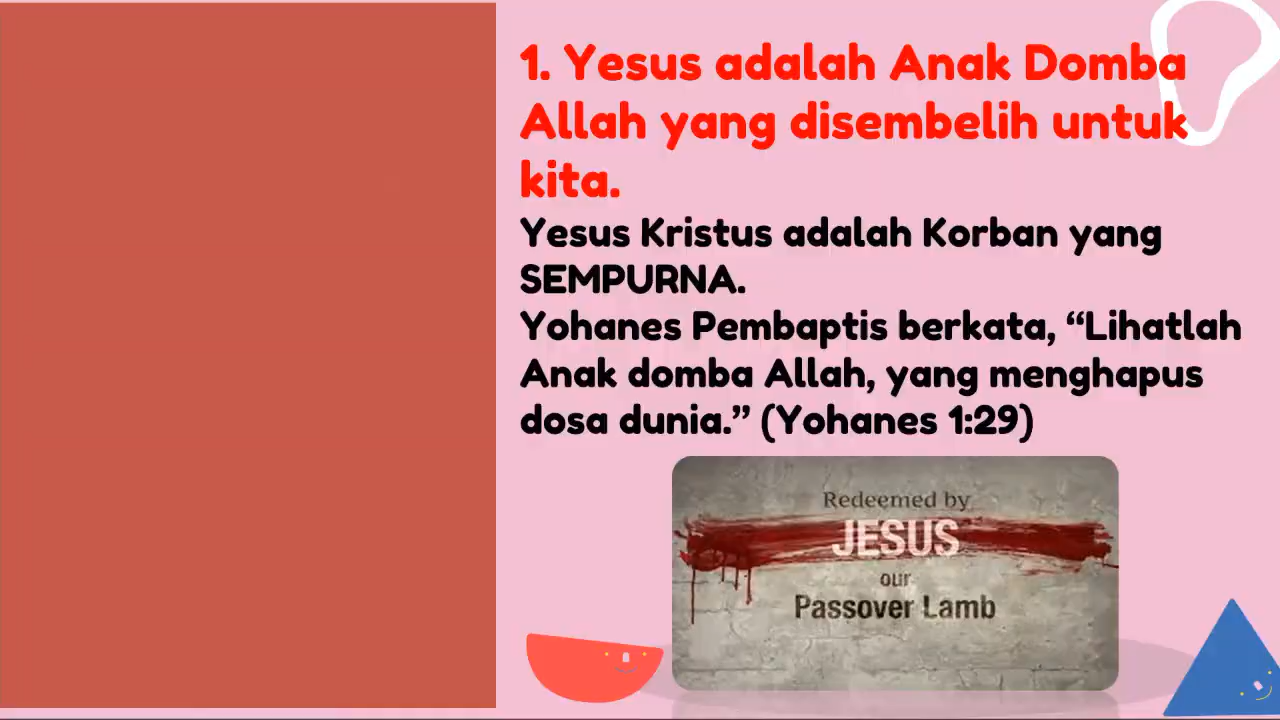 1. Yesus adalah Anak Domba
Allah yang disembelih untuk
kita.
Yesus Kristus adalah Korban yang
SEMPURNA.
Yohanes Pembaptis berkata, “Lihatlah
Anak domba Allah, yang menghapus
dosa dunia.” (Yohanes 1:29)
Redeemed by
JESUS
our
Passover Lamb